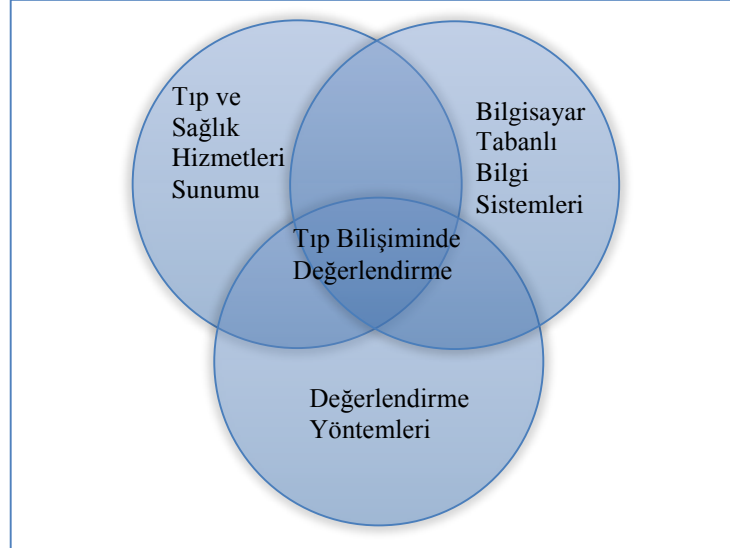 Tıp ve
Sağlık
Hizmetleri
Sunumu
Bilgisayar
Tabanlı
Bilgi
Sistemleri
Tıp Bilişiminde
Değerlendirme
Değerlendirme
Yöntemleri